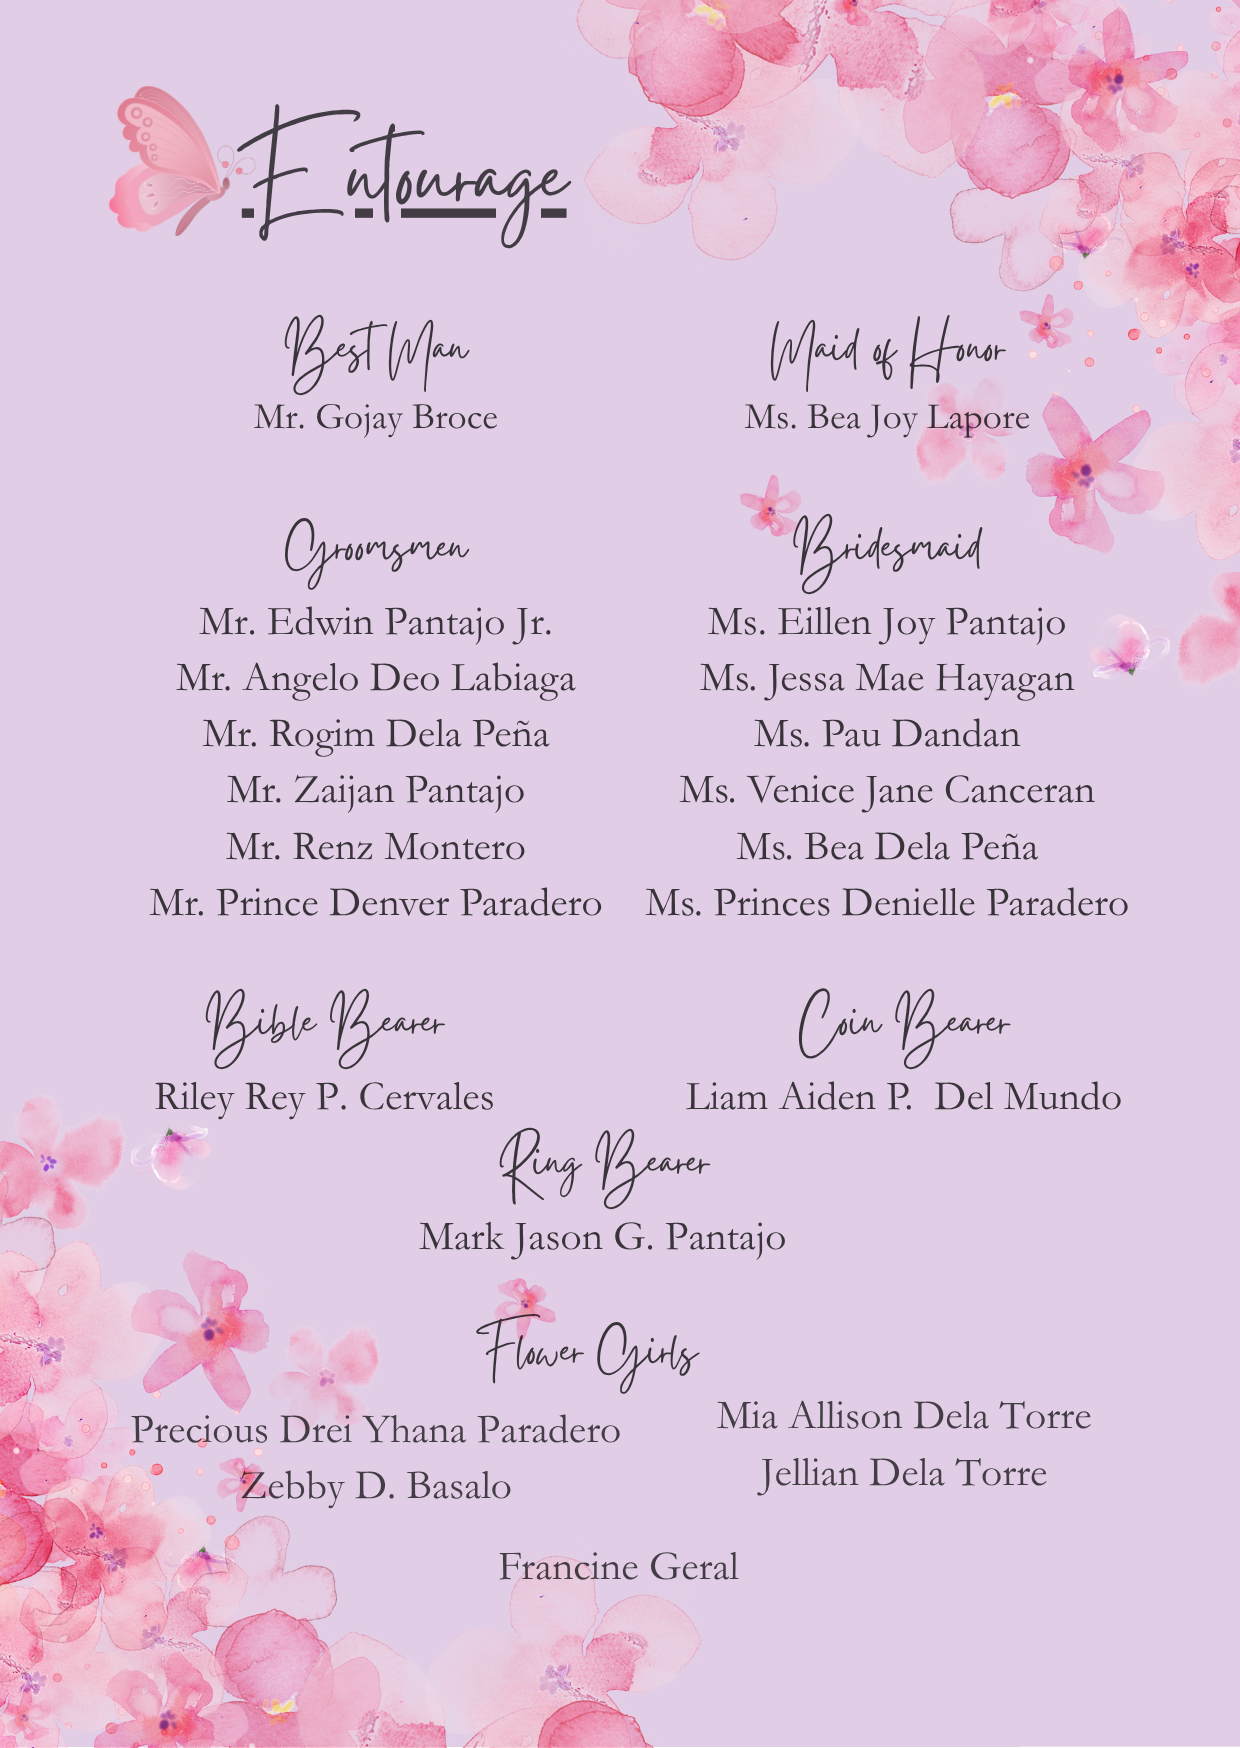 Entourage
Best Man
Mr. Gojay Broce
Maid of Honor
Ms. Bea Joy Lapore
Groomsmen
Mr. Edwin Pantajo Jr.
Mr. Angelo Deo Labiaga
Mr. Rogim Dela Peña
Mr. Zaijan Pantajo
Mr. Renz Montero
Mr. Prince Denver Paradero
Bridesmaid
Ms. Eillen Joy Pantajo
Ms. Jessa Mae Hayagan
Ms. Pau Dandan
Ms. Venice Jane Canceran
Ms. Bea Dela Peña
Ms. Princes Denielle Paradero
Bible Bearer
Riley Rey P. Cervales
Coin Bearer
Liam Aiden P. Del Mundo
Ring Bearer
Mark Jason G. Pantajo
Flower Girls
Precious Drei Yhana Paradero
Zebby D. Basalo
Mia Allison Dela Torre
Jellian Dela Torre
Francine Geral